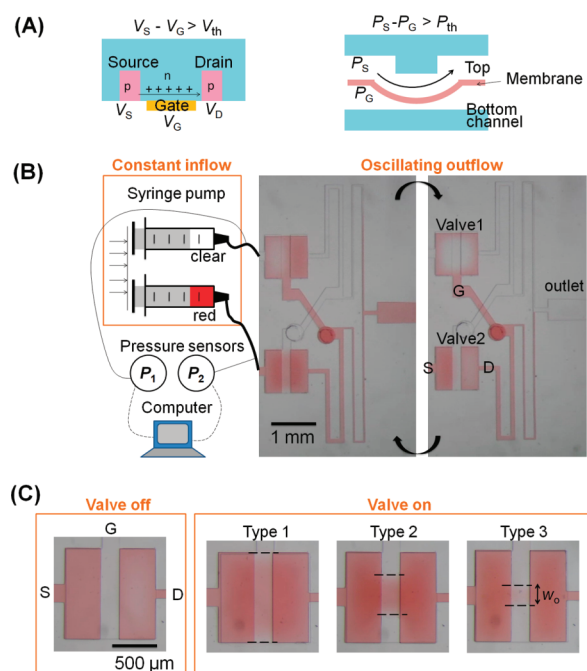 (A)
V_S - V_G > V_th
Source
Drain
n
p
+ + + + +
p
V_S
Gate
V_D
V_G
P_S-P_G > P_th
P_S
Top
Membrane
P_G
Bottom
channel
(B)
Constant inflow
Syringe pump
clear
red
Pressure sensors
P_1
P_2
Computer
Oscillating outflow
1 mm
Valve1
G
outlet
Valve2
S
D
(C)
Valve off
G
S
D
500 µm
Valve on
Type 1
Type 2
Type 3
w_o